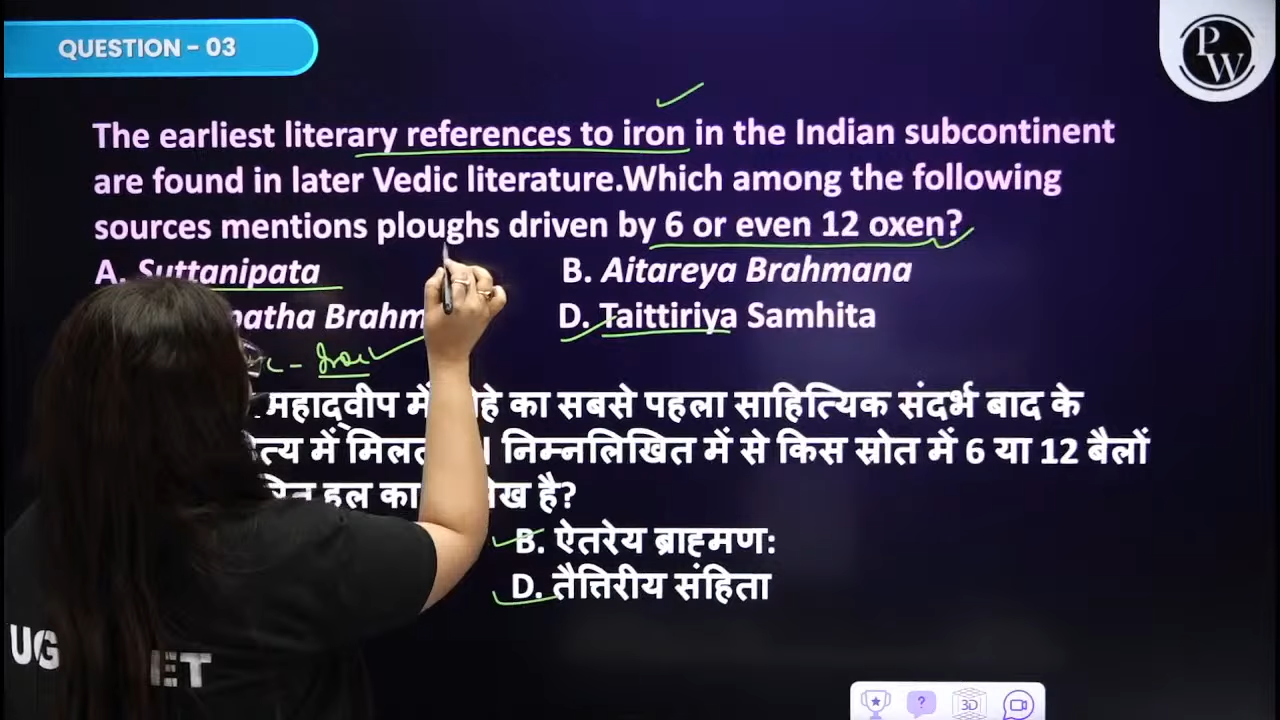 QUESTION - 03
PW
The earliest literary references to iron in the Indian subcontinent
are found in later Vedic literature.Which among the following
sources mentions ploughs driven by 6 or even 12 oxen?
A. Suttanipata B. Aitareya Brahmana
D. Taittiriya Samhita
महाद्वीप में का सबसे पहला साहित्यिक संदर्भ बाद के
में निम्नलिखित में से किस स्रोत में 6 या 12 बैलों
हल का है?
B. ऐतरेय ब्राह्मण:
D. तैत्तिरीय संहिता
UG ET
?
3D